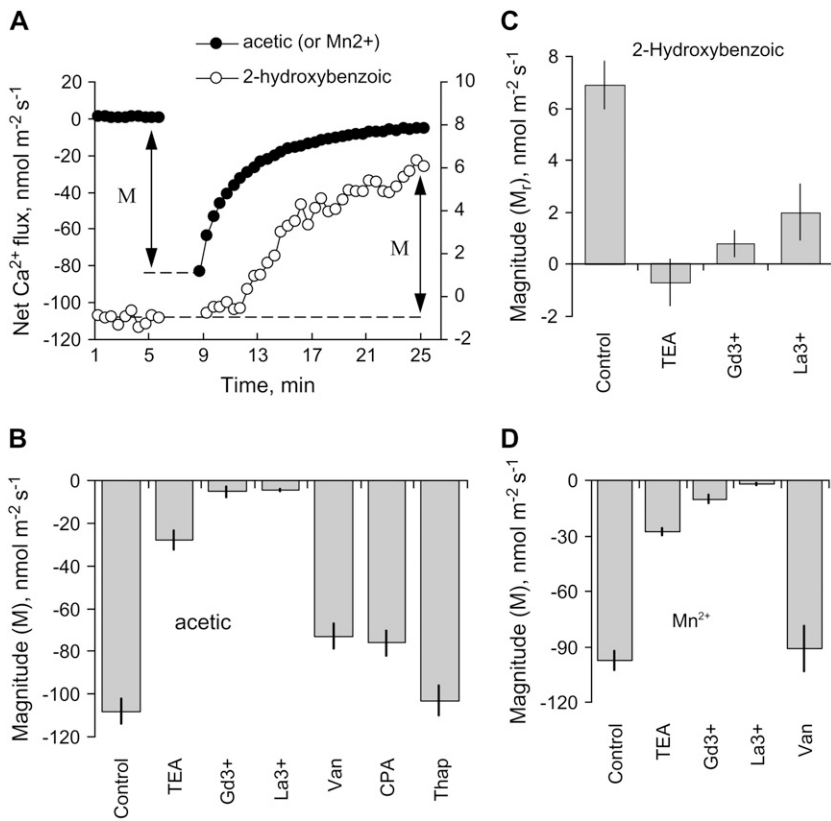 A
acetic (or Mn2+)
2-hydroxybenzoic
Net Ca²⁺ flux, nmol m⁻² s⁻¹
20
0
-20
-40
-60
-80
-100
-120
M
M
10
8
6
4
2
0
-2
1 5 9 13 17 21 25
Time, min
C
2-Hydroxybenzoic
Magnitude (Mᵣ), nmol m⁻² s⁻¹
8
6
4
2
0
-2
Control
TEA
Gd3+
La3+
B
Magnitude (M), nmol m⁻² s⁻¹
0
-20
-40
-60
-80
-100
-120
acetic
Control
TEA
Gd3+
La3+
Van
CPA
Thap
D
Magnitude (M), nmol m⁻² s⁻¹
0
-30
-60
-90
-120
Mn²⁺
Control
TEA
Gd3+
La3+
Van